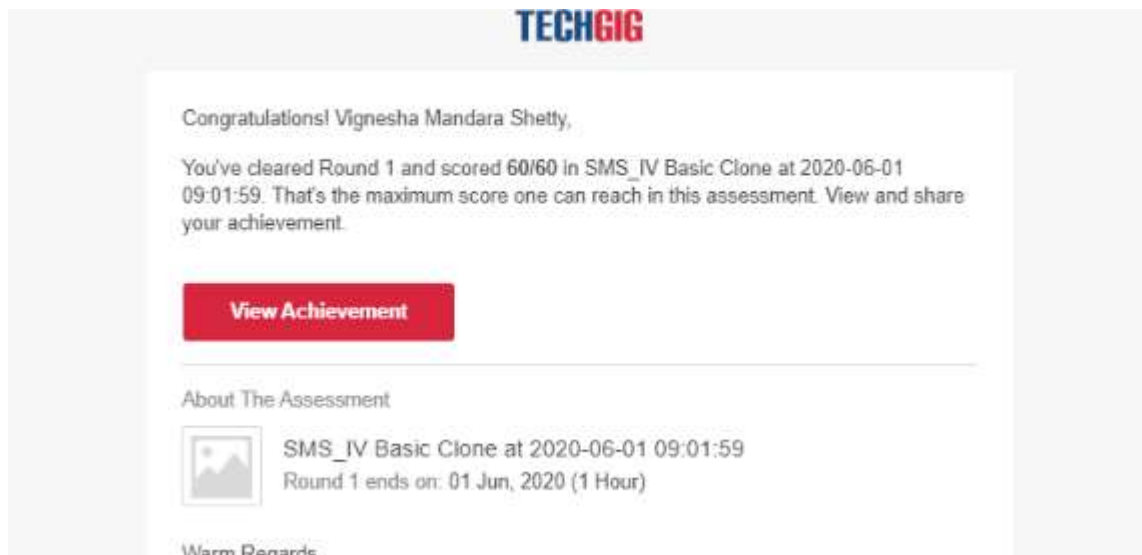 TECHGIG
Congratulations! Vignesha Mandara Shetty,
You've cleared Round 1 and scored 60/60 in SMS_IV Basic Clone at 2020-06-01
09:01:59. That's the maximum score one can reach in this assessment. View and share
your achievement.
View Achievement
About The Assessment
SMS_IV Basic Clone at 2020-06-01 09:01:59
Round 1 ends on: 01 Jun, 2020 (1 Hour)
Warm Regards